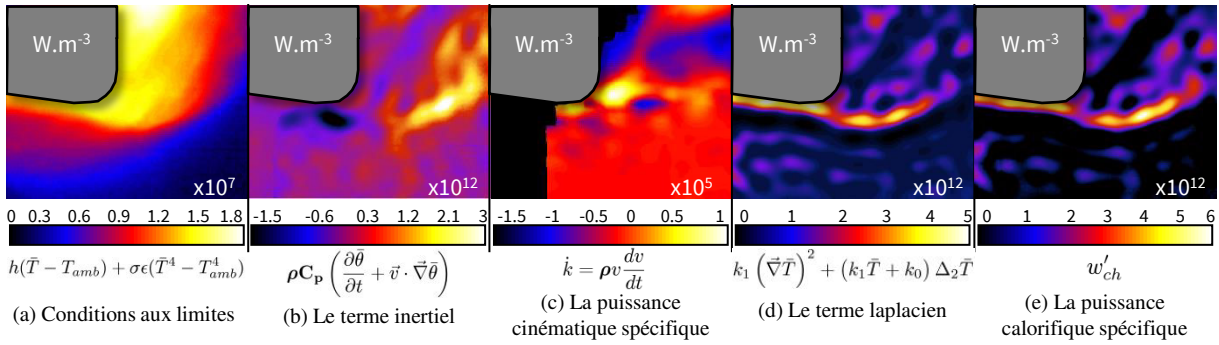 W.m-3 W.m-3 W.m-3 W.m-3 W.m-3
x10^7 x10^12 x10^5 x10^12 x10^12
0 0.3 0.6 0.9 1.2 1.5 1.8 -1.5 -0.6 0.3 1.2 2.1 3 -1.5 -1 -0.5 0 0.5 1 0 1 2 3 4 5 0 1 2 3 4 5 6
h(T̄ − T_amb) + σϵ(T̄^4 − T^4_amb)
ρC_p (∂θ̄/∂t + v⃗ · ∇⃗θ̄)
k̇ = ρv dv/dt
k_1 (∇⃗T̄)^2 + (k_1T̄ + k_0) Δ_2T̄
w′_ch
(a) Conditions aux limites
(b) Le terme inertiel
(c) La puissance
cinématique spécifique
(d) Le terme laplacien
(e) La puissance
calorifique spécifique